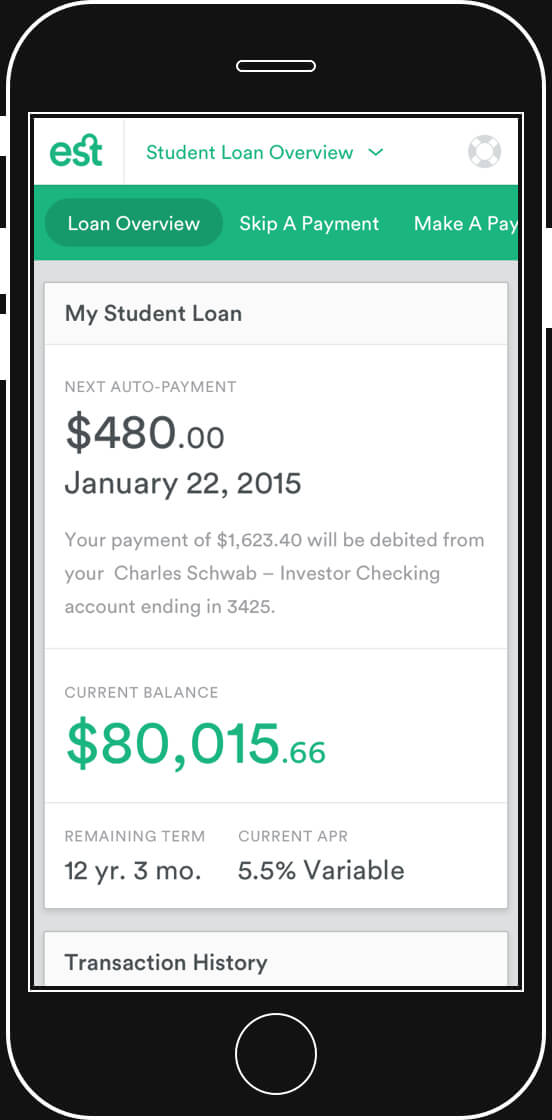 est
Student Loan Overview
Loan Overview Skip A Payment Make A Pay
My Student Loan
NEXT AUTO-PAYMENT
$480.00
January 22, 2015
Your payment of $1,623.40 will be debited from
your Charles Schwab – Investor Checking
account ending in 3425.
CURRENT BALANCE
$80,015.66
REMAINING TERM CURRENT APR
12 yr. 3 mo. 5.5% Variable
Transaction History